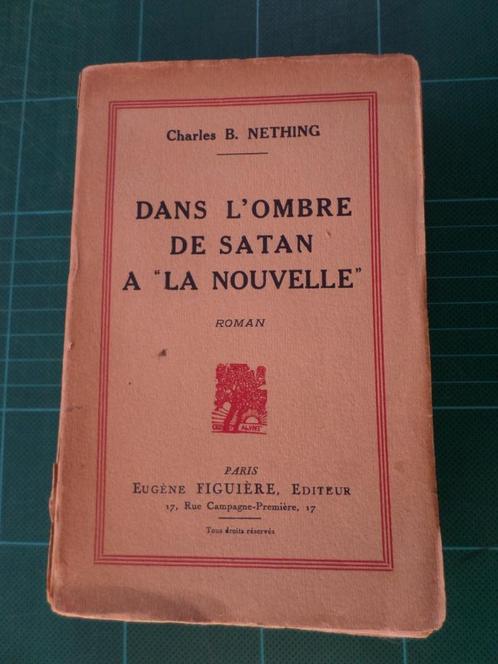 Charles B. NETHING
DANS L'OMBRE
DE SATAN
A "LA NOUVELLE"
ROMAN
PARIS
EUGÈNE FIGUIÈRE, EDITEUR
17, Rue Campagne-Première, 17
Tous droits réservés